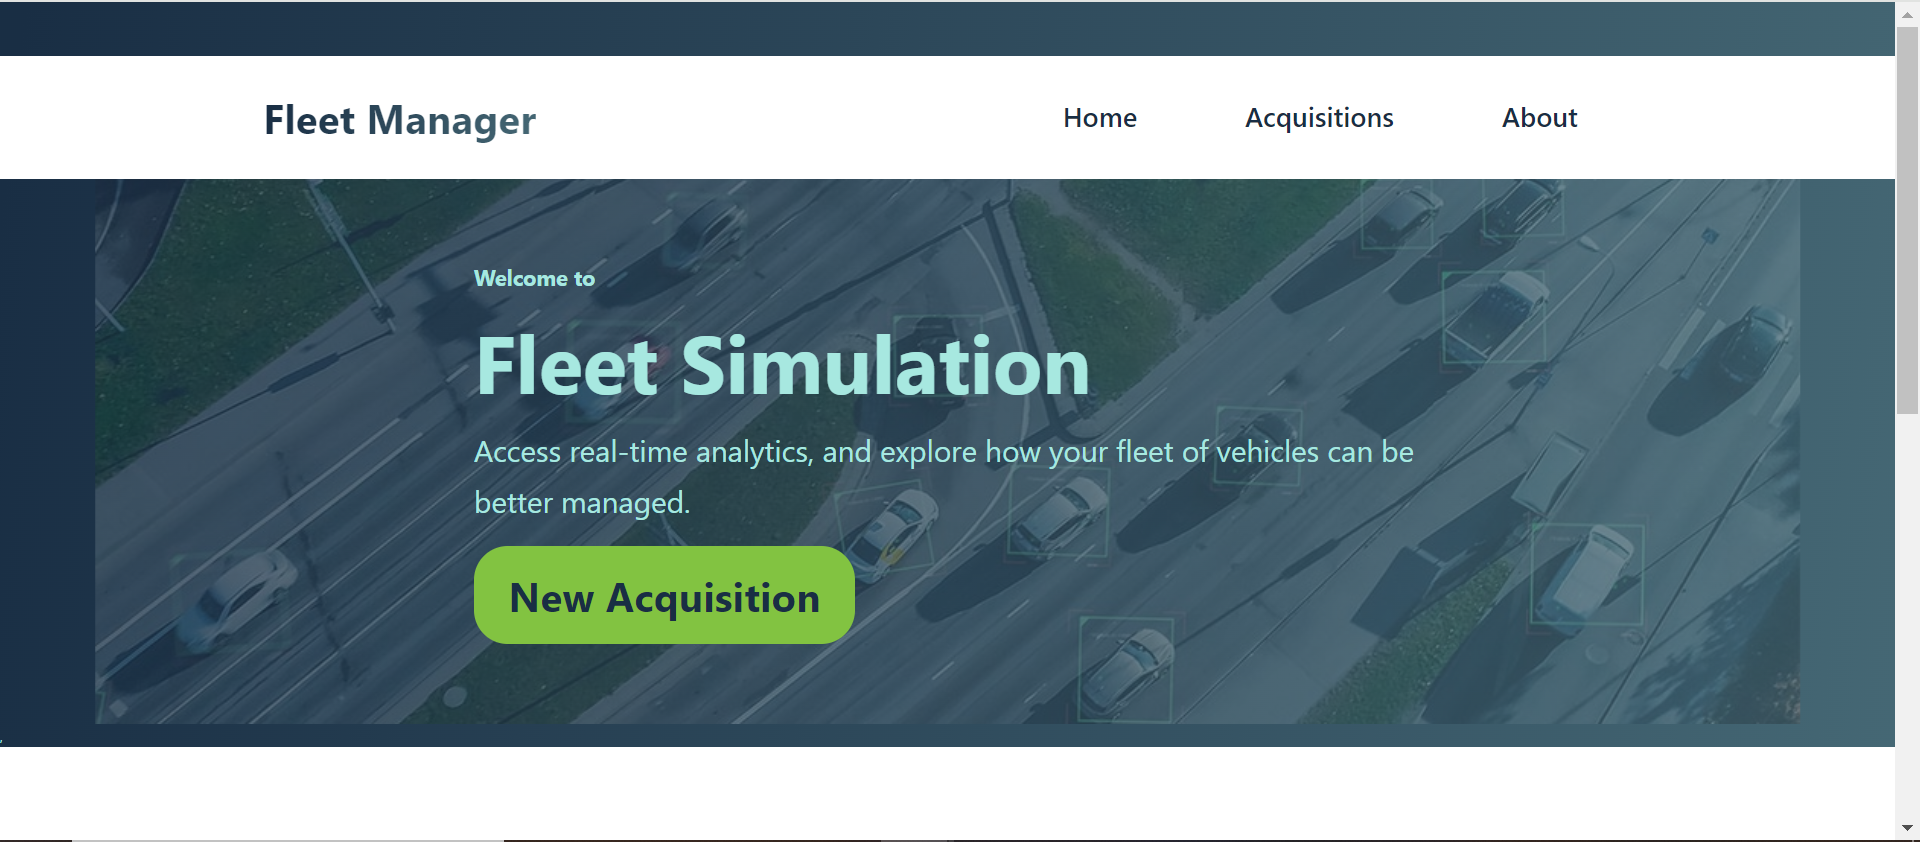 Fleet Manager
Home
Acquisitions
About
Welcome to
Fleet Simulation
Access real-time analytics, and explore how your fleet of vehicles can be
better managed.
New Acquisition